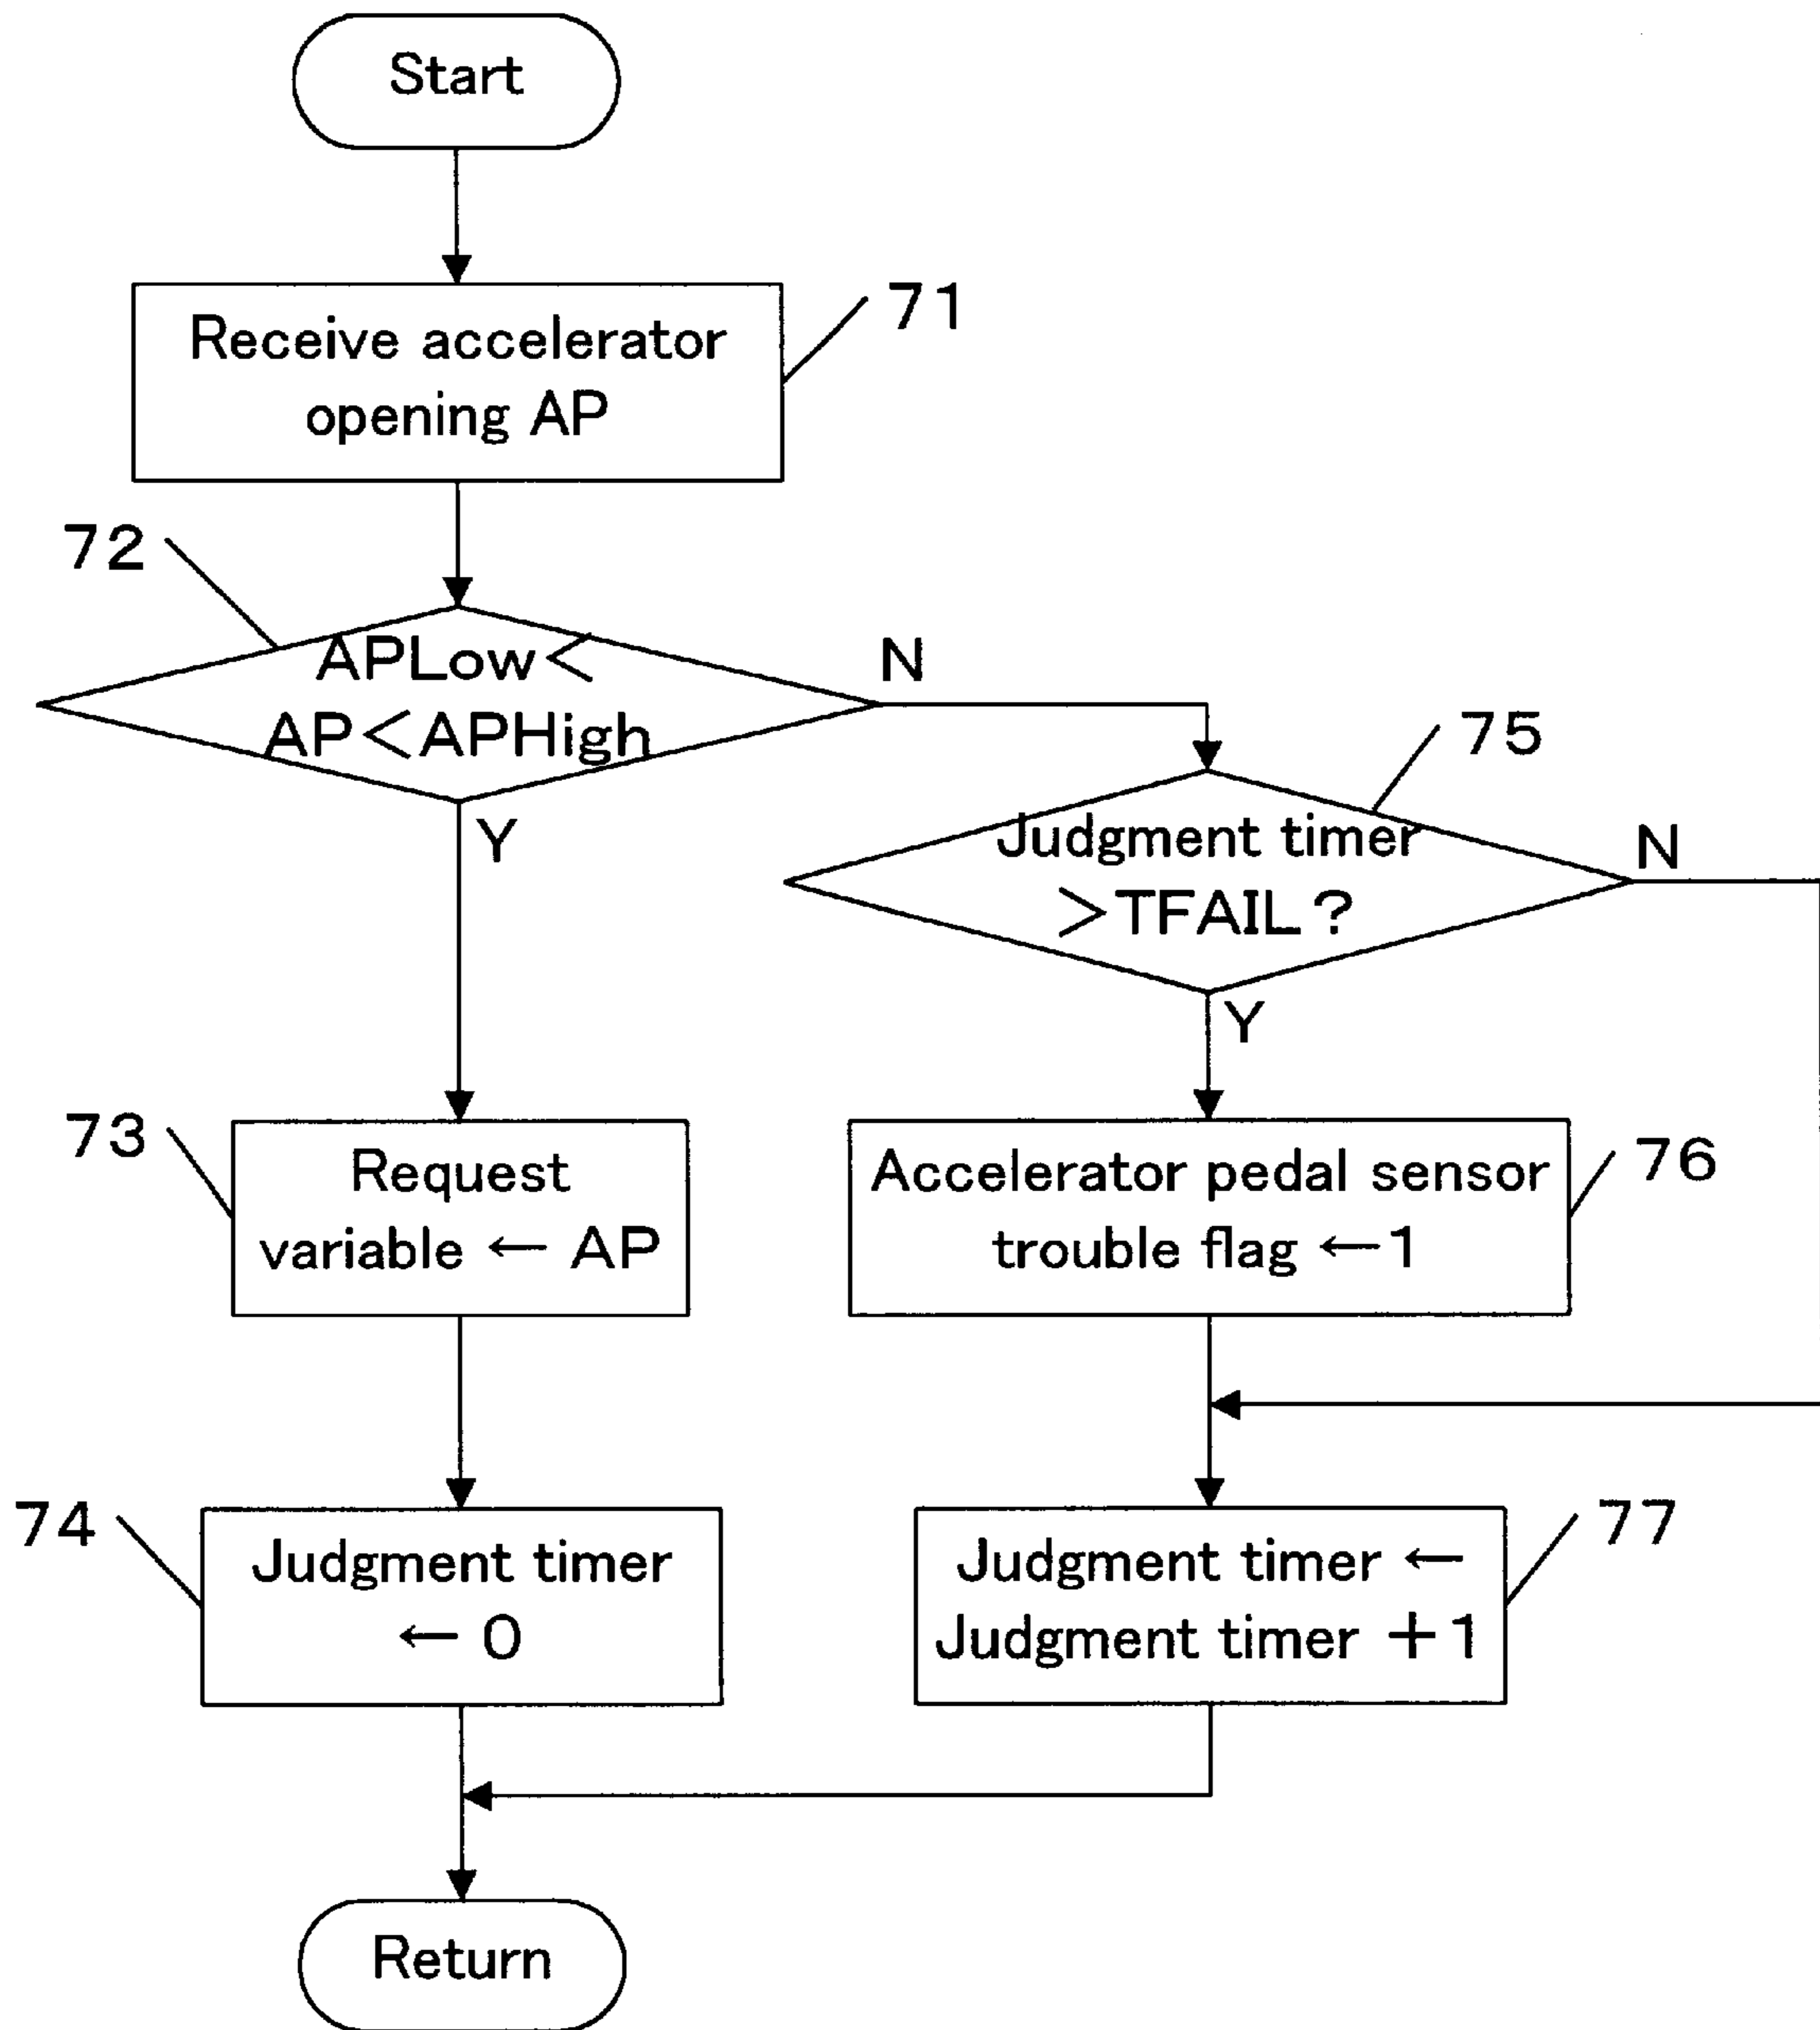 Start
Receive accelerator
opening AP
71
72
APLow<
AP<APHigh
N
Y
75
Judgment timer
>TFAIL?
N
Y
73
Request
variable ← AP
Accelerator pedal sensor
trouble flag ←1
76
74
Judgment timer
← 0
Judgment timer ←
Judgment timer +1
77
Return